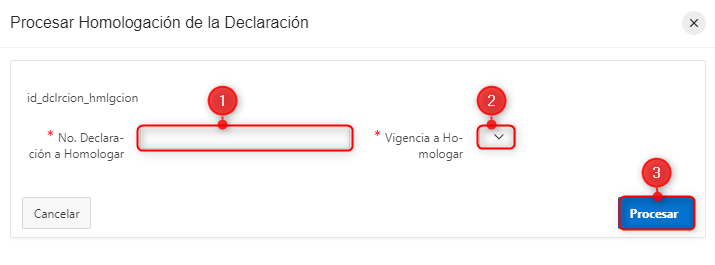 Procesar Homologación de la Declaración
id_dclrcion_hmlgcion
1
2
* No. Declara-
ción a Homologar
* Vigencia a Ho-
mologar
3
Cancelar
Procesar